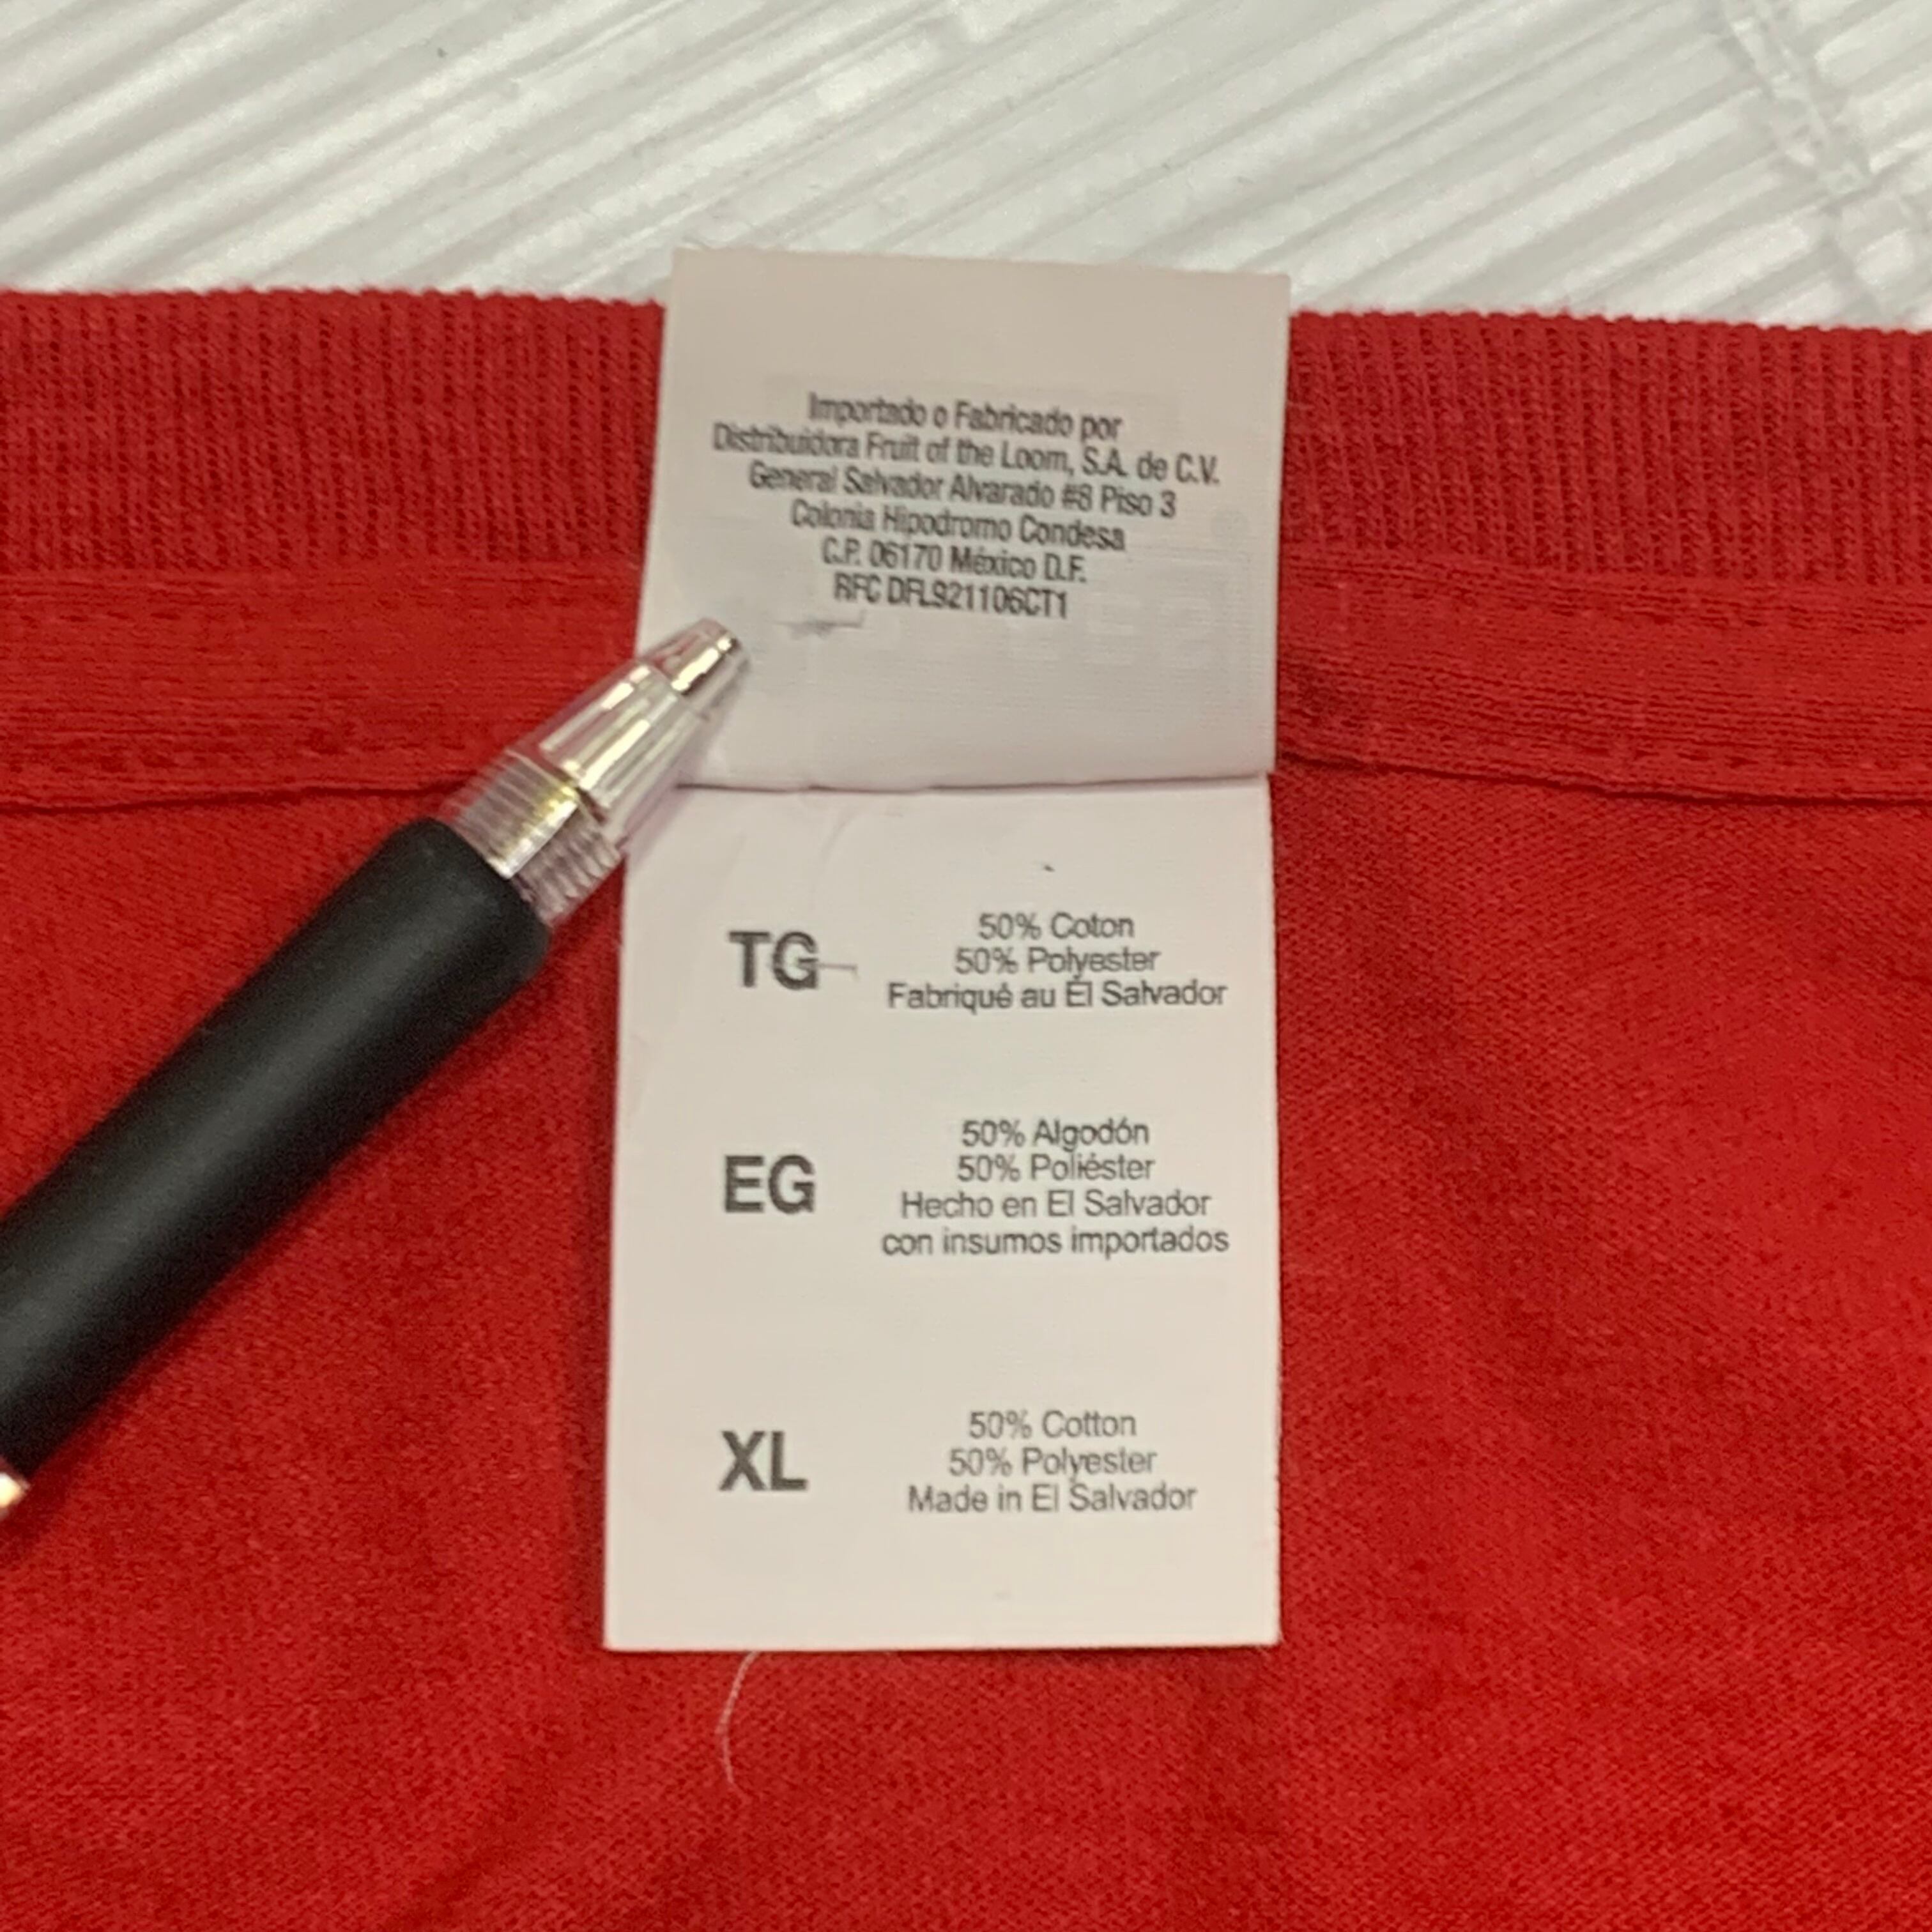 Importado o Fabricado por
Distribuidora Fruit of the Loom, S.A. de C.V.
General Salvador Alvarado #8 Piso 3
Colonia Hipodromo Condesa
C.P. 06170 México D.F.
RFC DFL921106CT1
TG
50% Coton
50% Polyester
Fabriqué au Él Salvador
EG
50% Algodón
50% Poliéster
Hecho en El Salvador
con insumos importados
XL
50% Cotton
50% Polyester
Made in El Salvador